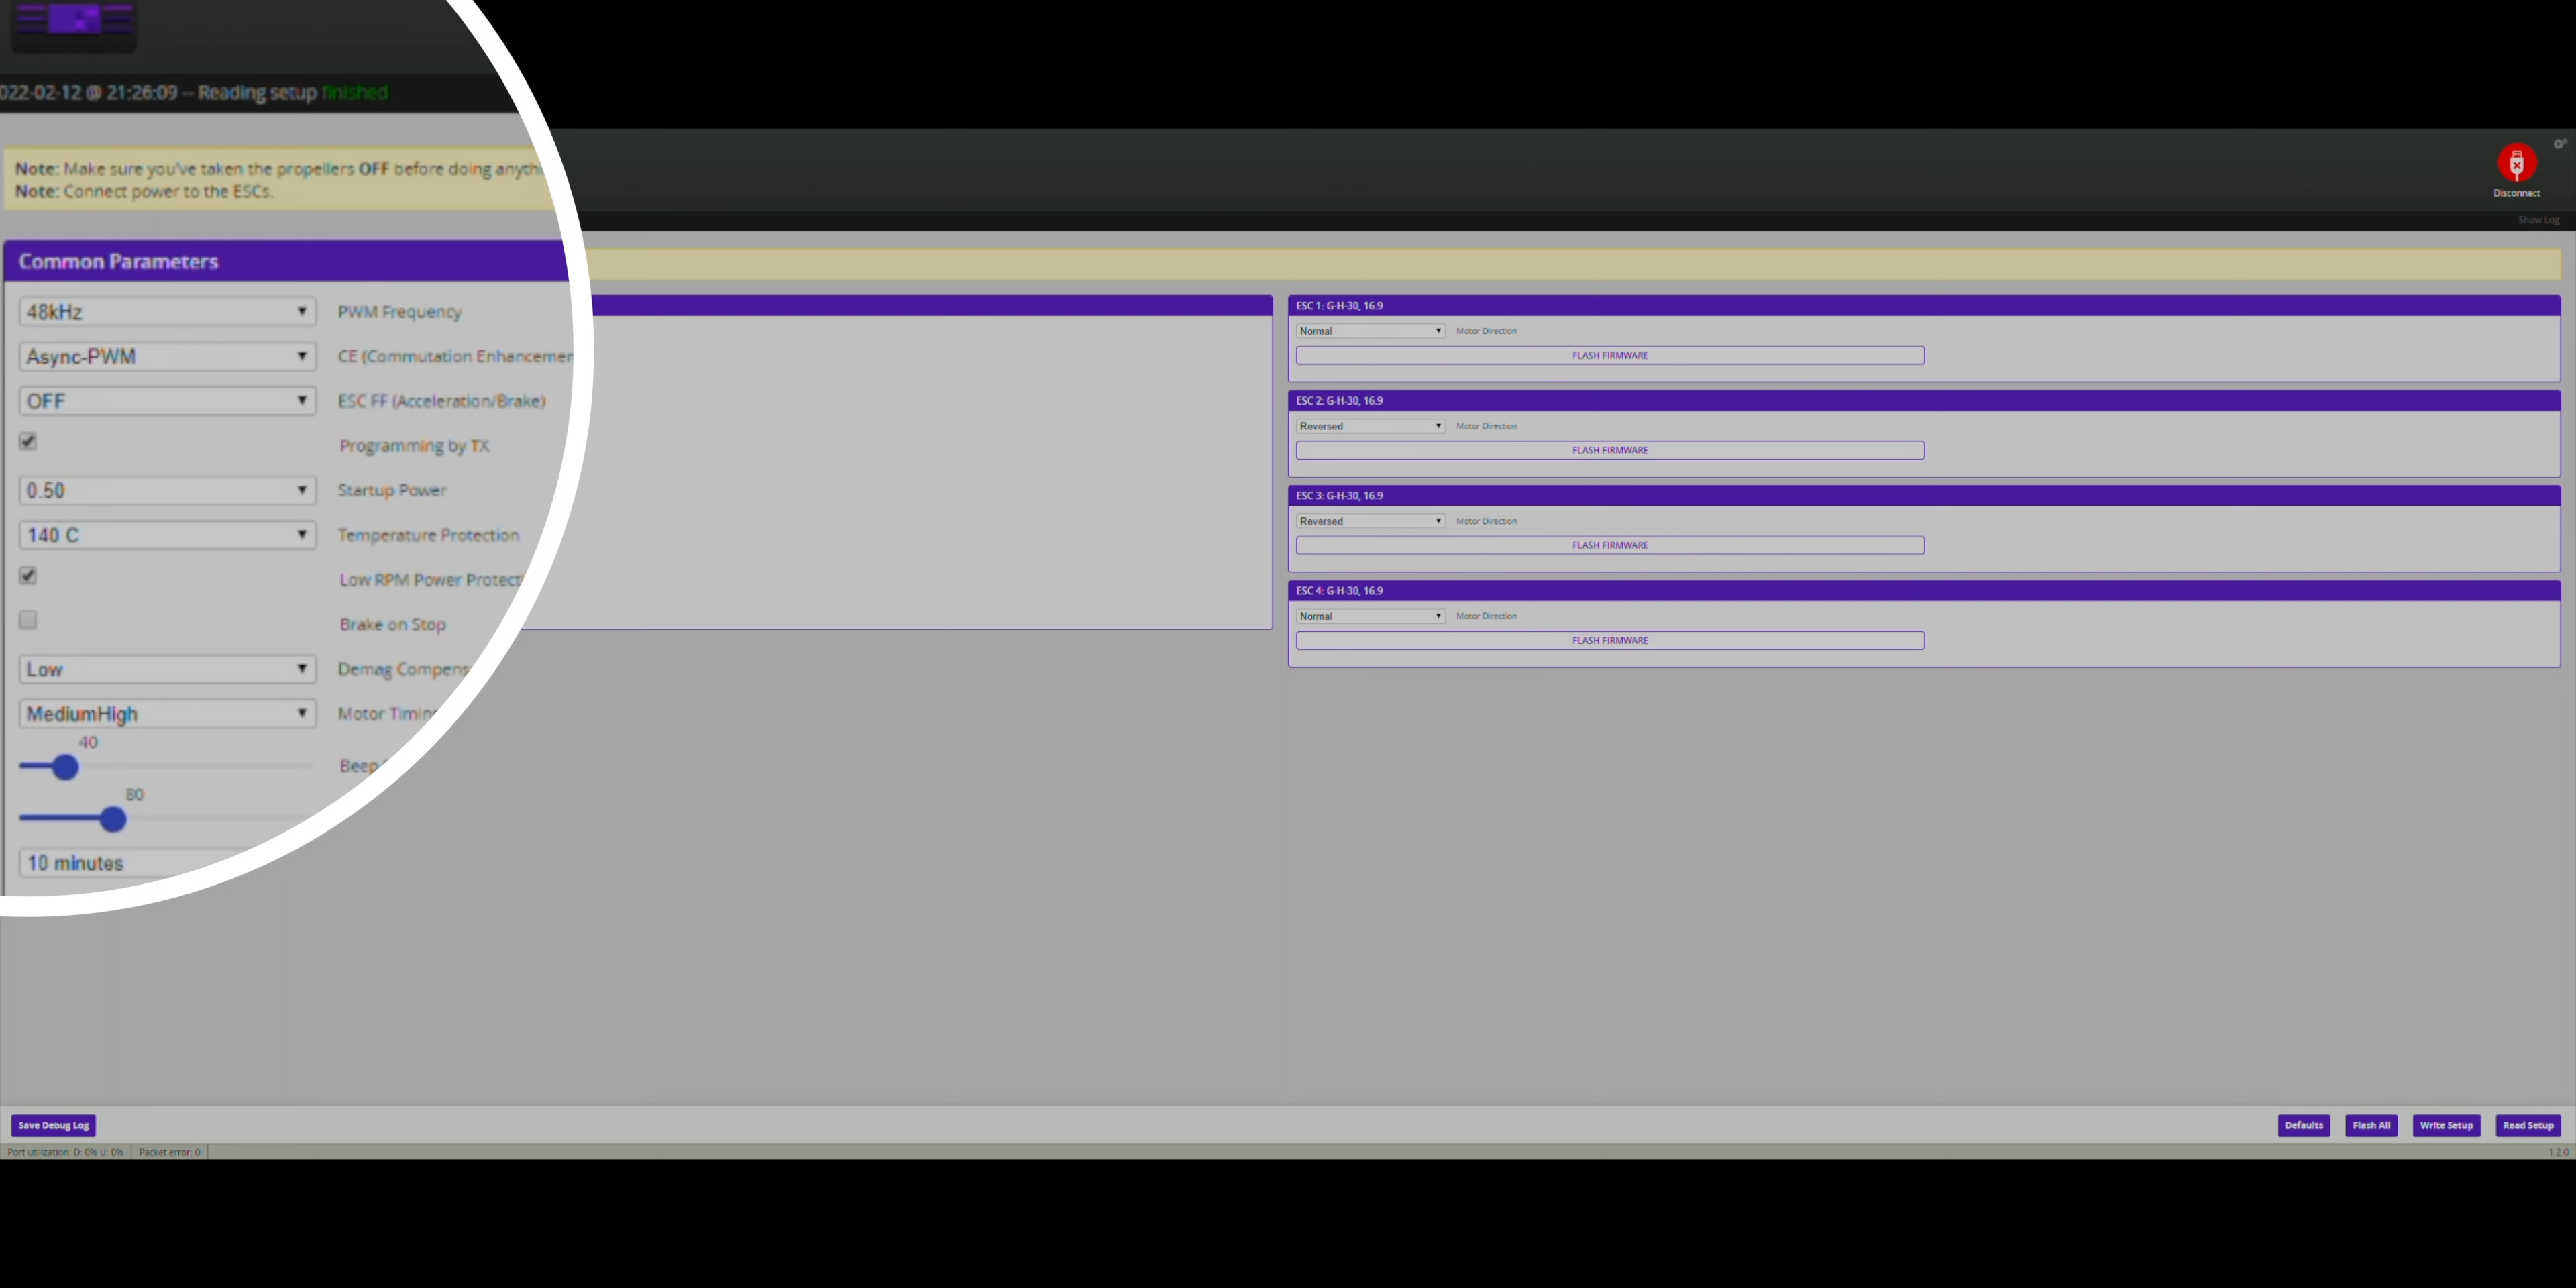 022-02-12 @ 21:26:09 -- Reading setup finished
Disconnect
Show Log
Note: Make sure you've taken the propellers OFF before doing
Note: Connect power to the ESCs.
Common Parameters
48kHz PWM Frequency
Async-PWM CE (Commutation
OFF ESC FF (Acceleration/Brake)
Programming by TX
0.50 Startup Power
140 C Temperature Protection
Low RPM Power
Brake on Stop
Low Demag
MediumHigh Motor
40
Beep
80
10 minutes
ESC 1: G-H-30, 16.9
Normal Motor Direction
FLASH FIRMWARE
ESC 2: G-H-30, 16.9
Reversed Motor Direction
FLASH FIRMWARE
ESC 3: G-H-30, 16.9
Reversed Motor Direction
FLASH FIRMWARE
ESC 4: G-H-30, 16.9
Normal Motor Direction
FLASH FIRMWARE
Save Debug Log Defaults Flash All Write Setup Read Setup
Port utilization: D: 0% U: 0% Packet error: 0 1.2.0